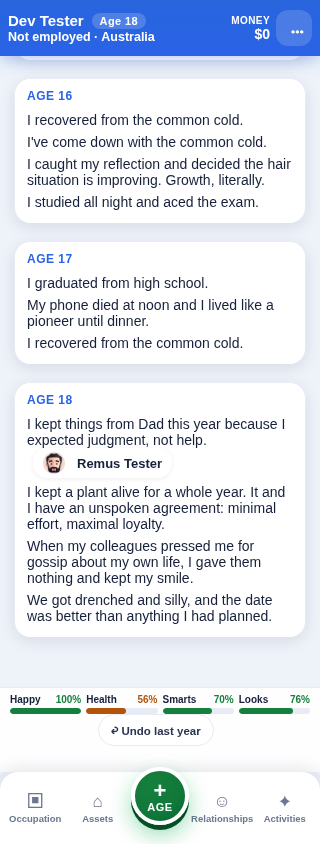 Dev Tester Age 18
Not employed · Australia
MONEY
$0
AGE 16
I recovered from the common cold.
I've come down with the common cold.
I caught my reflection and decided the hair
situation is improving. Growth, literally.
I studied all night and aced the exam.
AGE 17
I graduated from high school.
My phone died at noon and I lived like a
pioneer until dinner.
I recovered from the common cold.
AGE 18
I kept things from Dad this year because I
expected judgment, not help.
Remus Tester
I kept a plant alive for a whole year. It and
I have an unspoken agreement: minimal
effort, maximal loyalty.
When my colleagues pressed me for
gossip about my own life, I gave them
nothing and kept my smile.
We got drenched and silly, and the date
was better than anything I had planned.
Happy 100% Health 56% Smarts 70% Looks 76%
Undo last year
+
AGE
Occupation Assets Relationships Activities